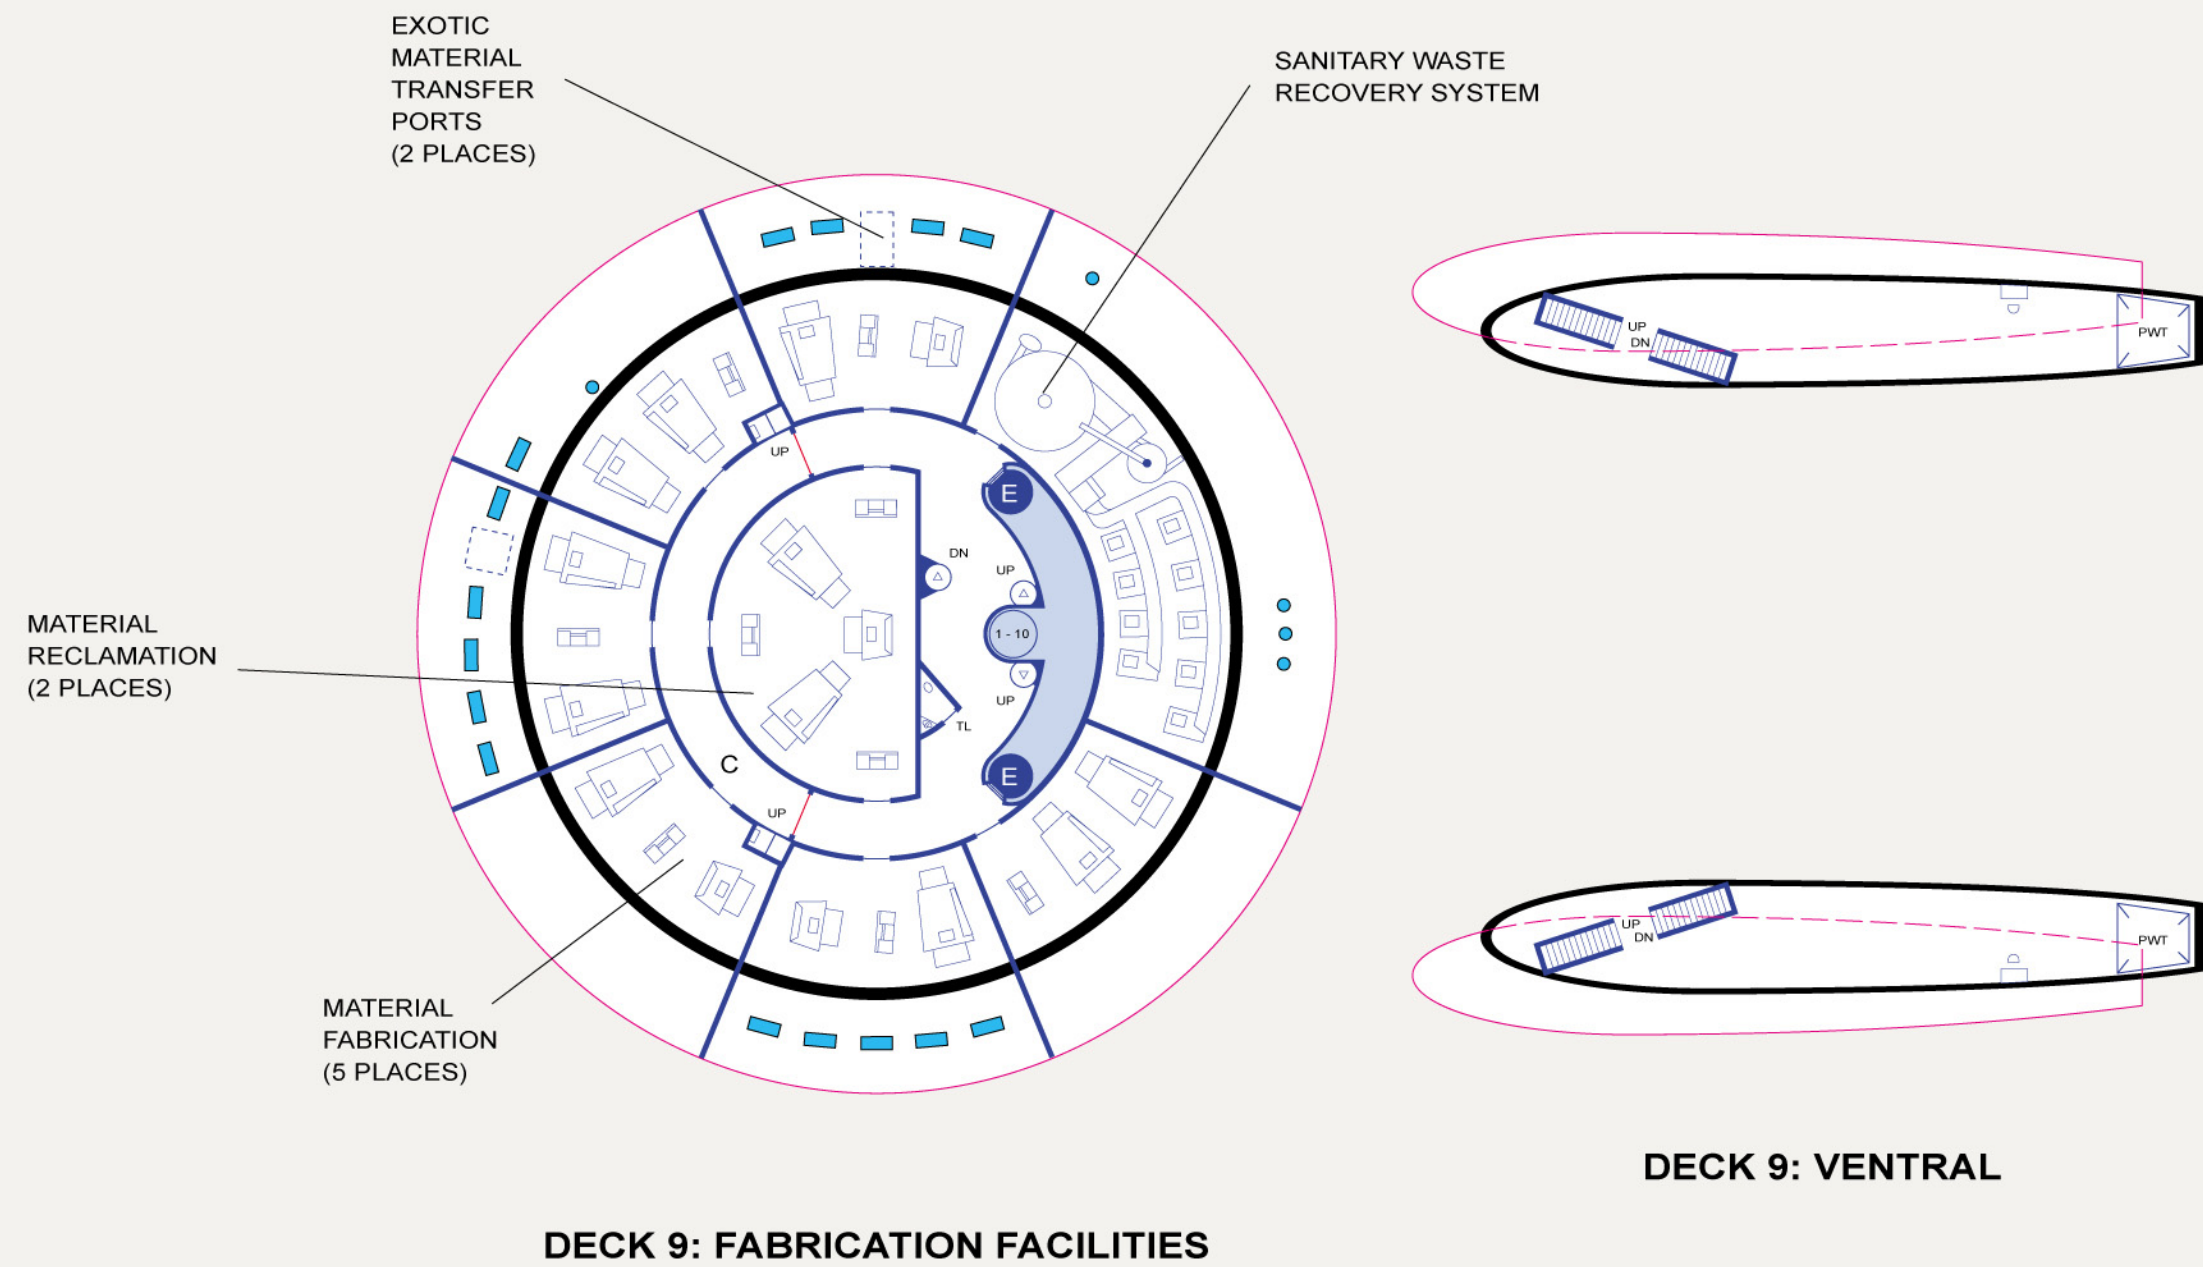 EXOTIC
MATERIAL
TRANSFER
PORTS
(2 PLACES)
SANITARY WASTE
RECOVERY SYSTEM
UP
E
DN
UP
1 - 10
UP
TL
E
C
UP
MATERIAL
RECLAMATION
(2 PLACES)
MATERIAL
FABRICATION
(5 PLACES)
UP
DN
PWT
UP
DN
PWT
DECK 9: VENTRAL
DECK 9: FABRICATION FACILITIES